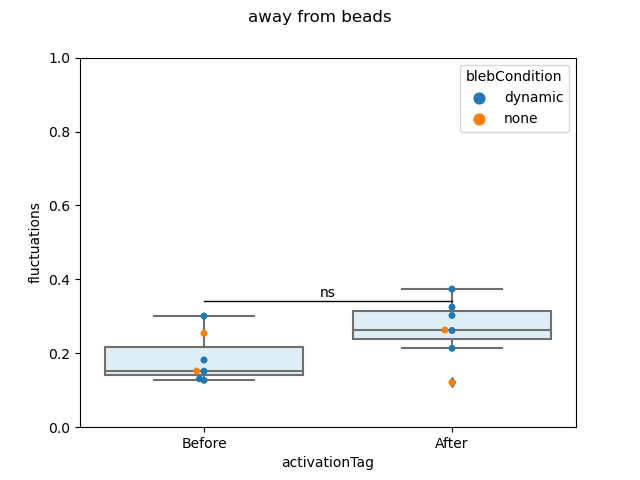 away from beads
1.0
0.8
0.6
0.4
0.2
0.0
fluctuations
blebCondition
dynamic
none
ns
Before
After
activationTag